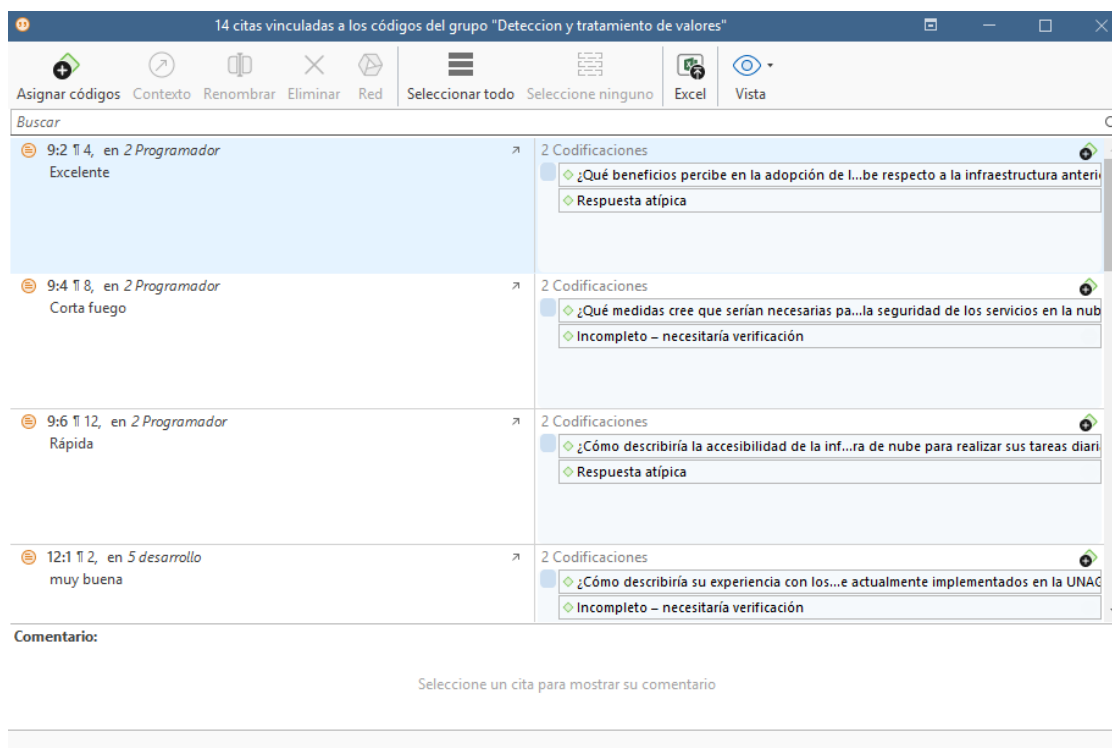 14 citas vinculadas a los códigos del grupo "Deteccion y tratamiento de valores"
Asignar códigos Contexto Renombrar Eliminar Red Seleccionar todo Seleccione ninguno Excel Vista
Buscar
9:2 ¶ 4, en 2 Programador
Excelente
2 Codificaciones
¿Qué beneficios percibe en la adopción de l...be respecto a la infraestructura anteri
Respuesta atípica
9:4 ¶ 8, en 2 Programador
Corta fuego
2 Codificaciones
¿Qué medidas cree que serían necesarias pa...la seguridad de los servicios en la nub
Incompleto – necesitaría verificación
9:6 ¶ 12, en 2 Programador
Rápida
2 Codificaciones
¿Cómo describiría la accesibilidad de la inf...ra de nube para realizar sus tareas diari
Respuesta atípica
12:1 ¶ 2, en 5 desarrollo
muy buena
2 Codificaciones
¿Cómo describiría su experiencia con los...e actualmente implementados en la UNAC
Incompleto – necesitaría verificación
Comentario:
Seleccione un cita para mostrar su comentario